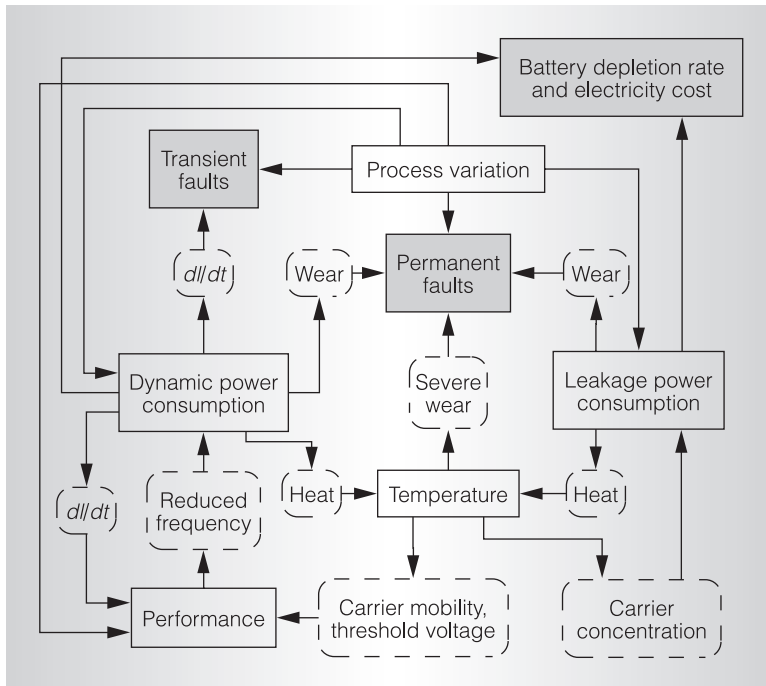 Battery depletion rate
and electricity cost
Transient
faults
Process variation
dI/dt
Wear
Permanent
faults
Wear
Dynamic power
consumption
Severe
wear
Leakage power
consumption
dI/dt
Reduced
frequency
Heat
Temperature
Heat
Performance
Carrier mobility,
threshold voltage
Carrier
concentration